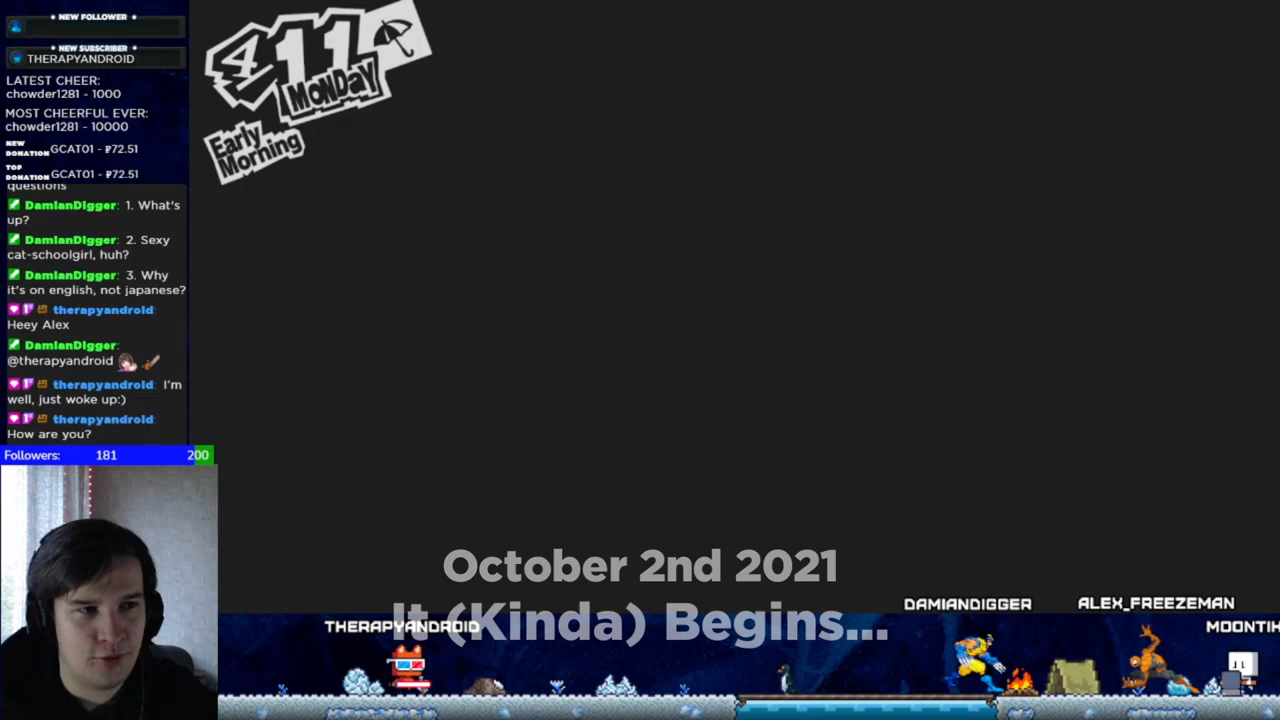 NEW FOLLOWER
NEW SUBSCRIBER
THERAPYANDROID
LATEST CHEER:
chowder1281 - 1000
MOST CHEERFUL EVER:
chowder1281 - 10000
NEW DONATION GCAT01 - ₽72.51
TOP DONATION GCAT01 - ₽72.51
questions
DamianDigger: 1. What's
up?
DamianDigger: 2. Sexy
cat-schoolgirl, huh?
DamianDigger: 3. Why
it's on english, not japanese?
therapyandroid:
Heey Alex
DamianDigger:
@therapyandroid
therapyandroid: I'm
well, just woke up:)
therapyandroid:
How are you?
Followers: 181 200
4 11
MONDay
Early
Morning
October 2nd 2021
It (Kinda) Begins...
THERAPYANDROID
DAMIANDIGGER
ALEX_FREEZEMAN
MOONTIK